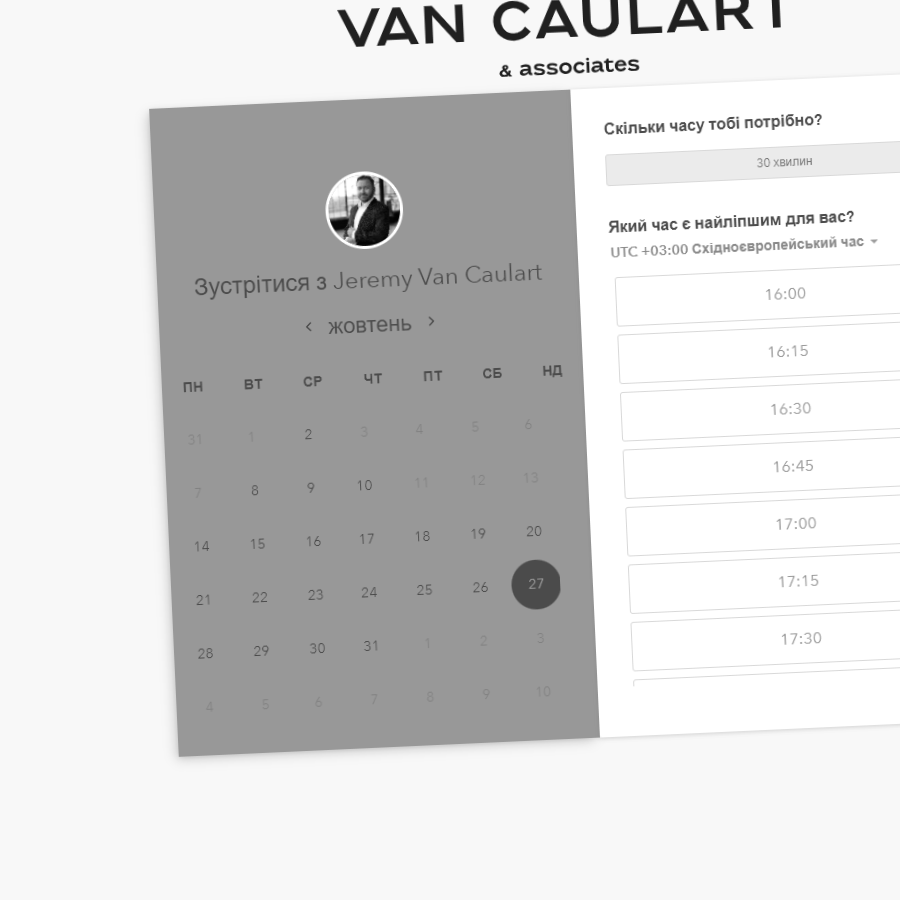 VAN CAULART
& associates
Зустрітися з Jeremy Van Caulart
жовтень
ПН ВТ СР ЧТ ПТ СБ НД
31 1 2 3 4 5 6
7 8 9 10 11 12 13
14 15 16 17 18 19 20
21 22 23 24 25 26 27
28 29 30 31 1 2 3
4 5 6 7 8 9 10
Скільки часу тобі потрібно?
30 хвилин
Який час є найліпшим для вас?
UTC +03:00 Східноєвропейський час
16:00
16:15
16:30
16:45
17:00
17:15
17:30